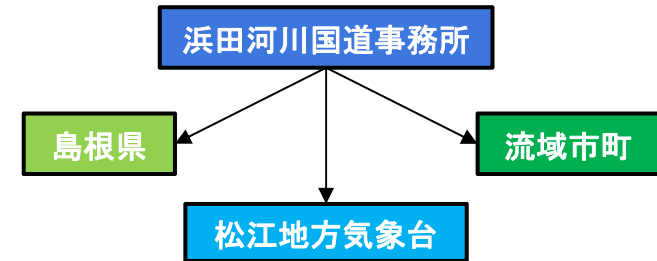 浜田河川国道事務所
島根県
流域市町
松江地方気象台